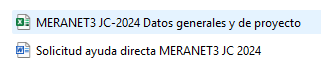 MERANET3 JC-2024 Datos generales y de proyecto
Solicitud ayuda directa MERANET3 JC 2024